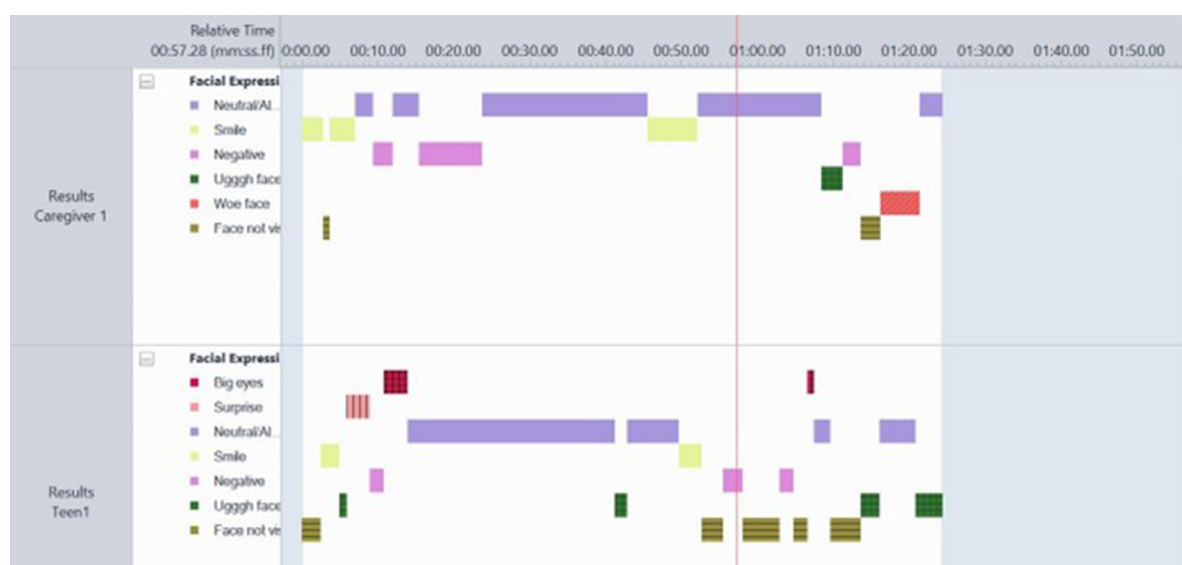 Relative Time
00:57.28 (mm:ss.ff) 0:00.00 00:10.00 00:20.00 00:30.00 00:40.00 00:50.00 01:00.00 01:10.00 01:20.00 01:30.00 01:40.00 01:50.00
Results
Caregiver 1
Facial Expressi
Neutral/Al...
Smile
Negative
Ugggh face
Woe face
Face not vis
Results
Teen1
Facial Expressi
Big eyes
Surprise
Neutral/Al...
Smile
Negative
Ugggh face
Face not vis